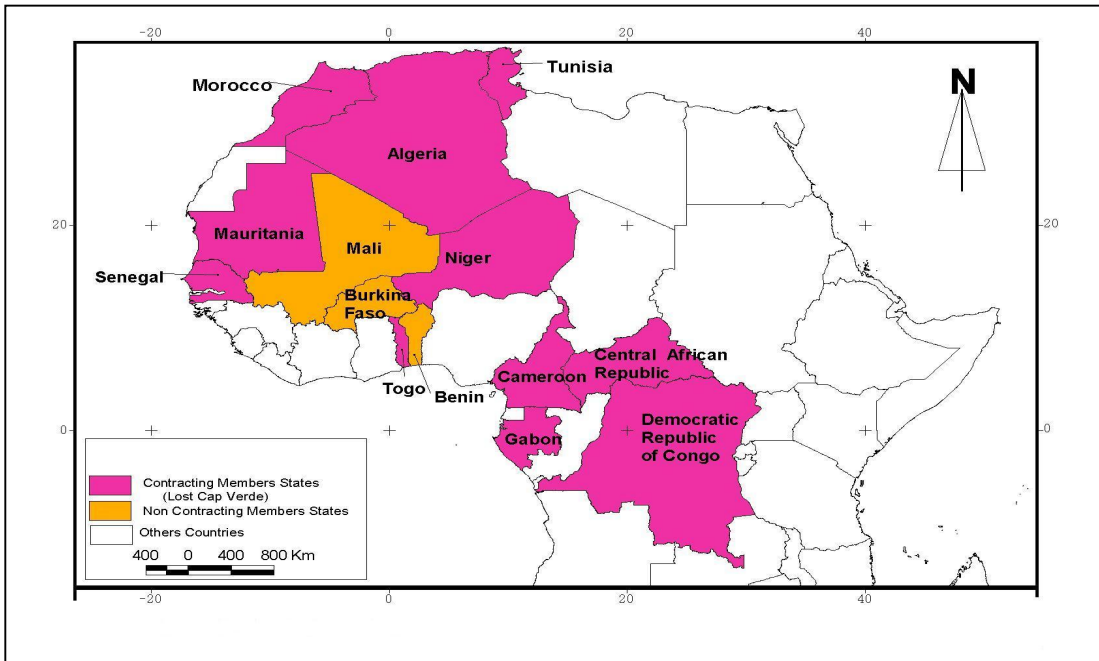 -20
0
20
40
N
Tunisia
Morocco
Algeria
20
20
Mauritania
Mali
Niger
Senegal
Burkina
Faso
Central African
Republic
Cameroon
Togo
Benin
Democratic
Republic
of Congo
Gabon
0
0
Contracting Members States
(Lost Cap Verde)
Non Contracting Members States
Others Countries
400 0 400 800 Km
-20
0
20
40